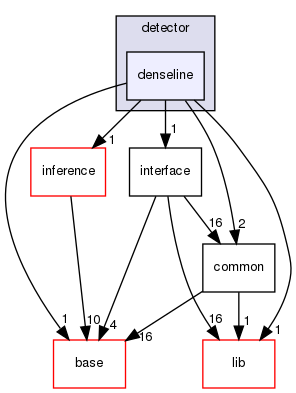 detector
denseline
1
1
inference
interface
16
2
common
1
10
4
16
16
1
1
base
lib